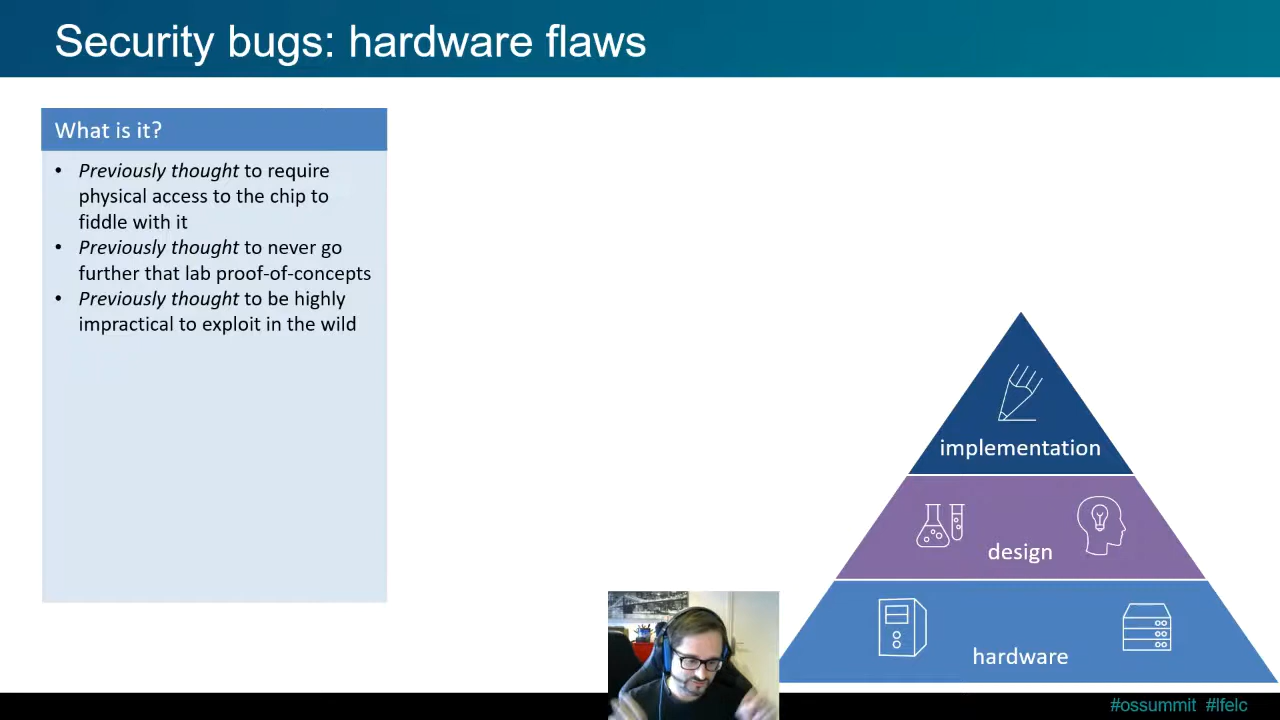 Security bugs: hardware flaws
What is it?
• Previously thought to require
physical access to the chip to
fiddle with it
• Previously thought to never go
further that lab proof-of-concepts
• Previously thought to be highly
impractical to exploit in the wild
implementation
design
hardware
#ossummit #lfelc